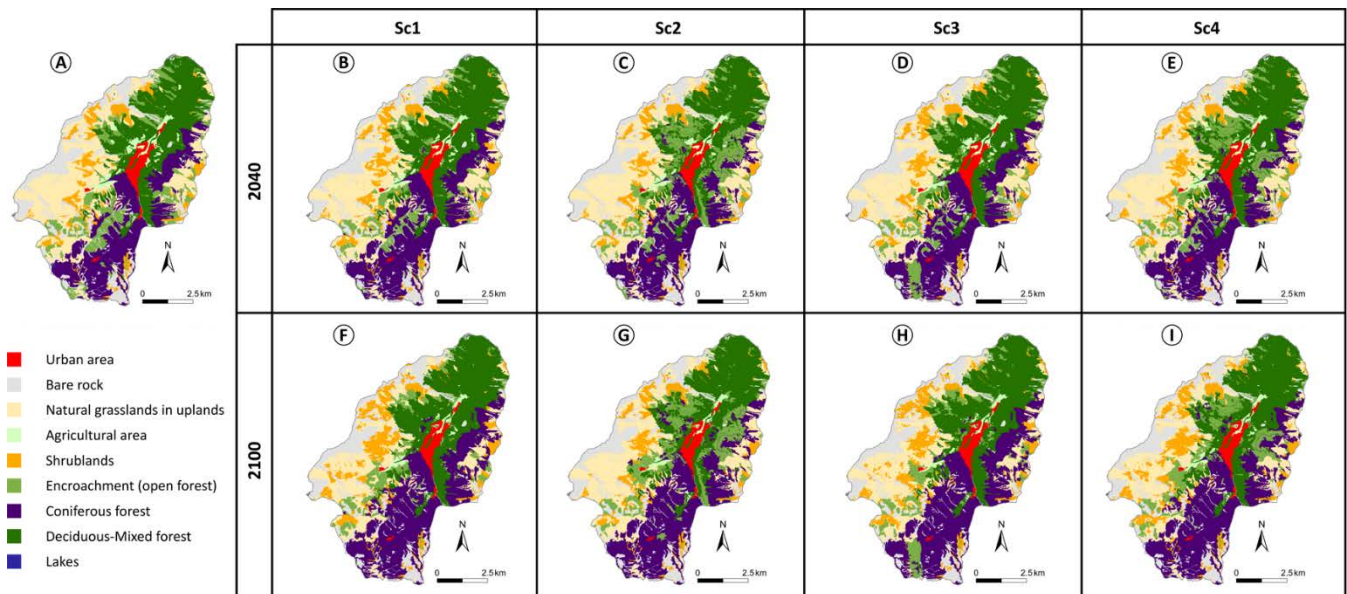 Sc1
Sc2
Sc3
Sc4
A
B
C
D
E
2040
N
0 2.5 km
N
0 2.5 km
N
0 2.5 km
N
0 2.5 km
N
0 2.5 km
F
G
H
I
2100
Urban area
Bare rock
Natural grasslands in uplands
Agricultural area
Shrublands
Encroachment (open forest)
Coniferous forest
Deciduous-Mixed forest
Lakes
N
0 2.5 km
N
0 2.5 km
N
0 2.5 km
N
0 2.5 km